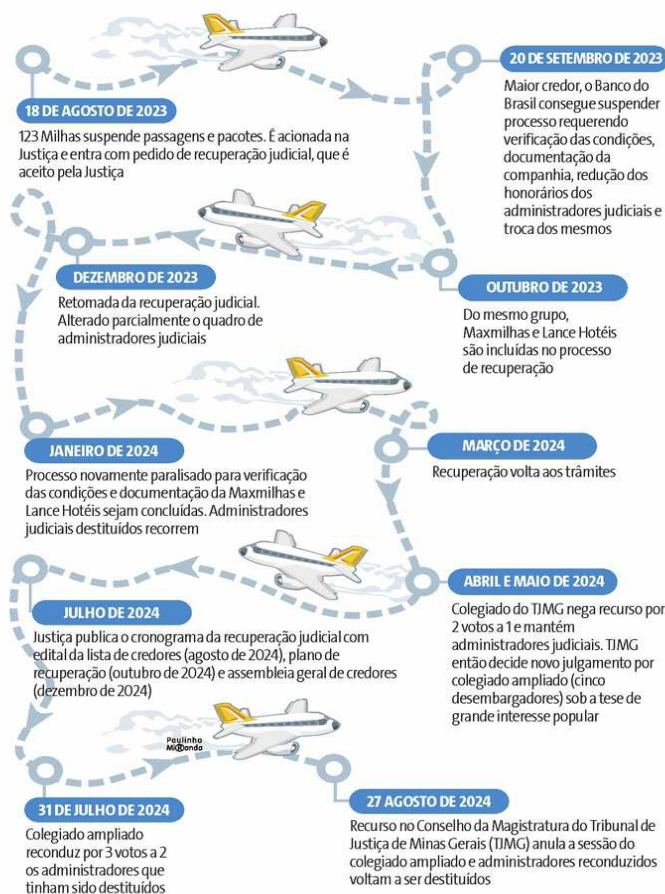 18 DE AGOSTO DE 2023
123 Milhas suspende passagens e pacotes. É acionada na
Justiça e entra com pedido de recuperação judicial, que é
aceito pela Justiça
20 DE SETEMBRO DE 2023
Maior credor, o Banco do
Brasil consegue suspender
processo requerendo
verificação das condições,
documentação da
companhia, redução dos
honorários dos
administradores judiciais e
troca dos mesmos
OUTUBRO DE 2023
Do mesmo grupo,
Maxmilhas e Lance Hotéis
são incluídas no processo
de recuperação
DEZEMBRO DE 2023
Retomada da recuperação judicial.
Alterado parcialmente o quadro de
administradores judiciais
JANEIRO DE 2024
Processo novamente paralisado para verificação
das condições e documentação da Maxmilhas e
Lance Hotéis sejam concluídas. Administradores
judiciais destituídos recorrem
MARÇO DE 2024
Recuperação volta aos trâmites
ABRIL E MAIO DE 2024
Colegiado do TJMG nega recurso por
2 votos a 1 e mantém
administradores judiciais. TJMG
então decide novo julgamento por
colegiado ampliado (cinco
desembargadores) sob a tese de
grande interesse popular
JULHO DE 2024
Justiça publica o cronograma da recuperação judicial com
edital da lista de credores (agosto de 2024), plano de
recuperação (outubro de 2024) e assembleia geral de credores
(dezembro de 2024)
Paulinho
Miranda
31 DE JULHO DE 2024
Colegiado ampliado
reconduz por 3 votos a 2
os administradores que
tinham sido destituídos
27 AGOSTO DE 2024
Recurso no Conselho da Magistratura do Tribunal de
Justiça de Minas Gerais (TJMG) anula a sessão do
colegiado ampliado e administradores reconduzidos
voltam a ser destituídos